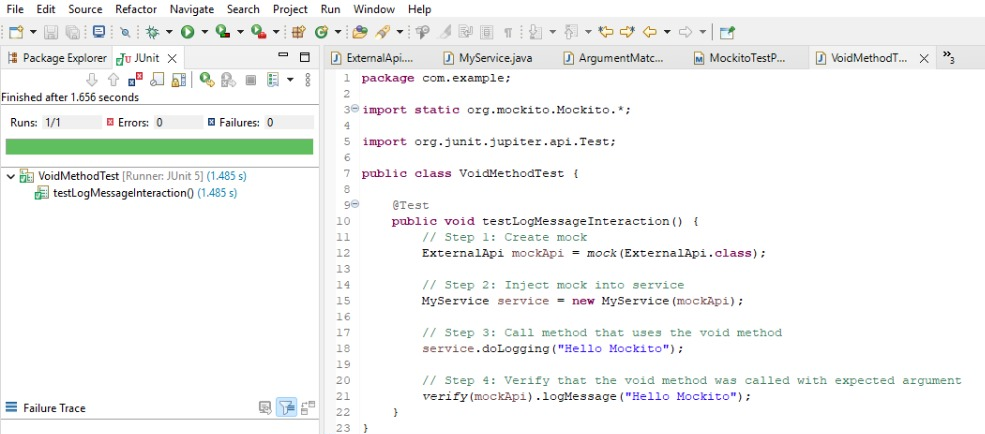 File Edit Source Refactor Navigate Search Project Run Window Help
Package Explorer JUnit
Finished after 1.656 seconds
Runs: 1/1 Errors: 0 Failures: 0
VoidMethodTest [Runner: JUnit 5] (1.485 s)
testLogMessageInteraction() (1.485 s)
Failure Trace
ExternalApi.... MyService.java ArgumentMatc... MockitoTestP... VoidMethodT... »3
1 package com.example;
2
3 import static org.mockito.Mockito.*;
4
5 import org.junit.jupiter.api.Test;
6
7 public class VoidMethodTest {
8
9 @Test
10 public void testLogMessageInteraction() {
11 // Step 1: Create mock
12 ExternalApi mockApi = mock(ExternalApi.class);
13
14 // Step 2: Inject mock into service
15 MyService service = new MyService(mockApi);
16
17 // Step 3: Call method that uses the void method
18 service.doLogging("Hello Mockito");
19
20 // Step 4: Verify that the void method was called with expected argument
21 verify(mockApi).logMessage("Hello Mockito");
22 }
23 }